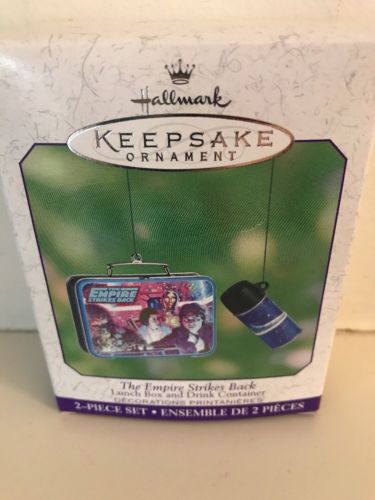 Hallmark
KEEPSAKE
ORNAMENT
THE
EMPIRE
STRIKES BACK
The Empire Strikes Back
Lunch Box and Drink Container
DÉCORATIONS PRINTANIÈRES
2-PIECE SET • ENSEMBLE DE 2 PIÈCES